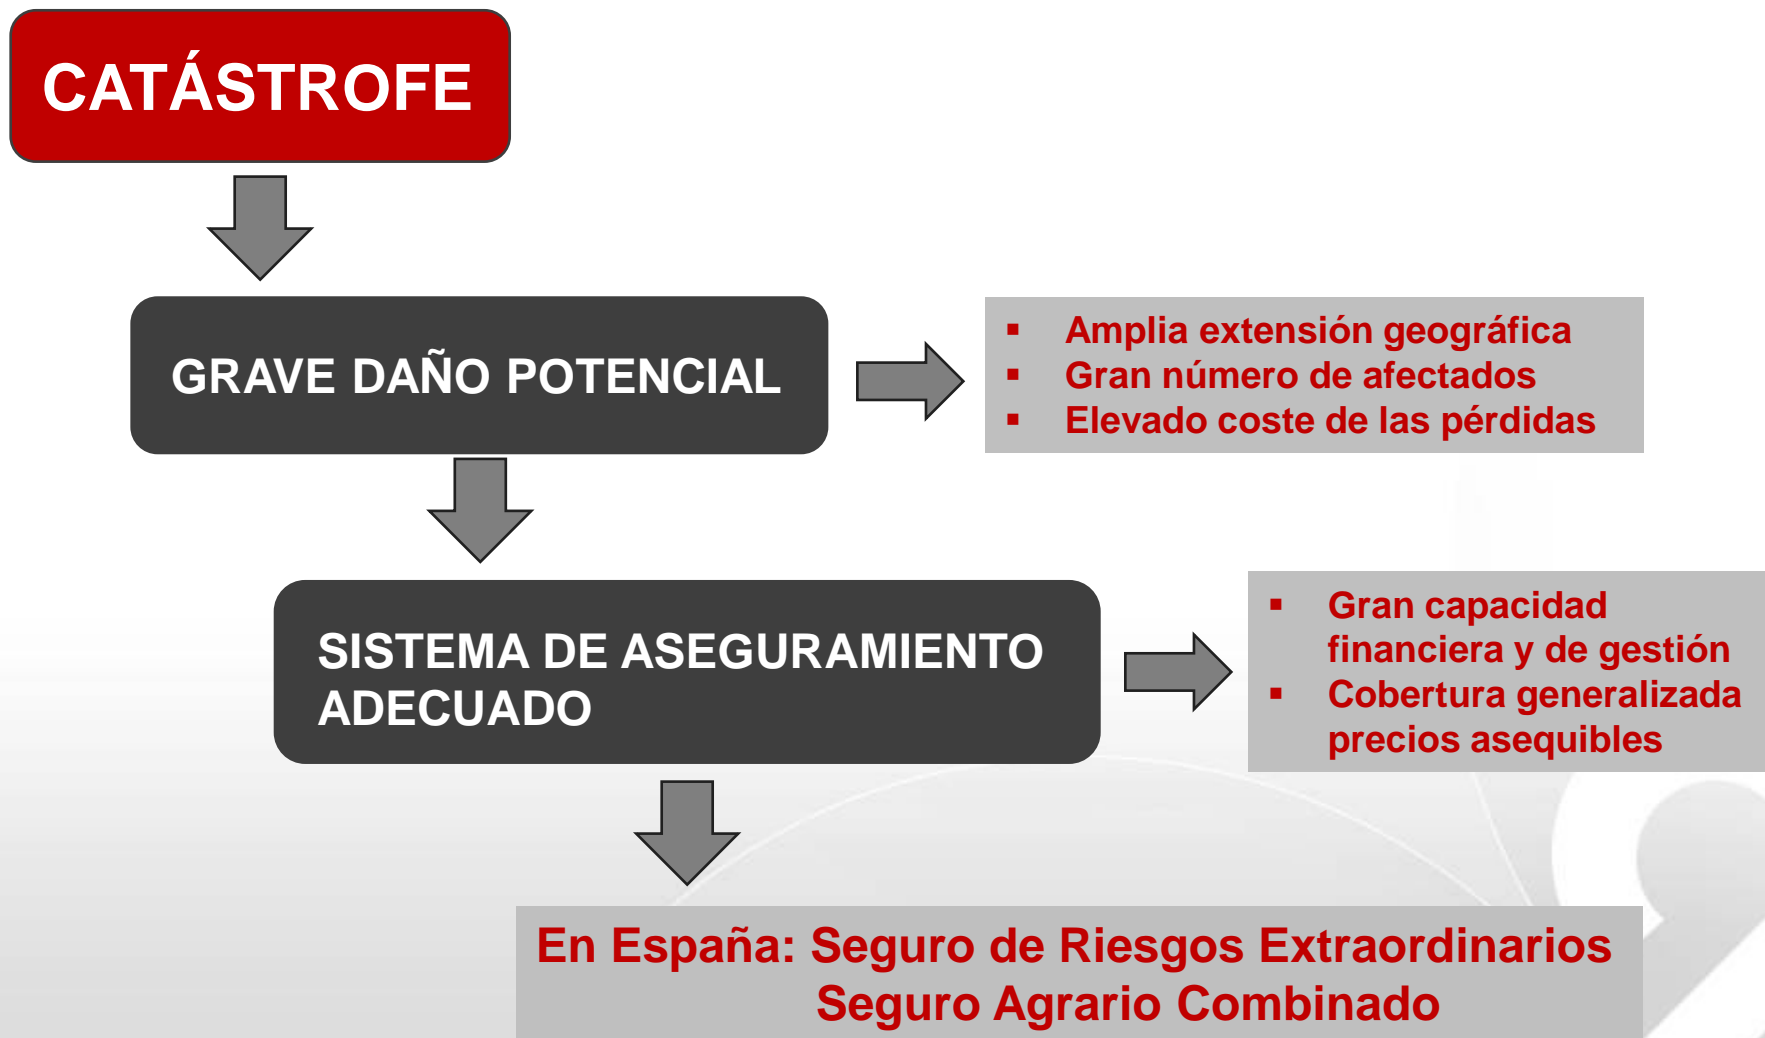 CATÁSTROFE
GRAVE DAÑO POTENCIAL
▪ Amplia extensión geográfica
▪ Gran número de afectados
▪ Elevado coste de las pérdidas
SISTEMA DE ASEGURAMIENTO
ADECUADO
▪ Gran capacidad
financiera y de gestión
▪ Cobertura generalizada
precios asequibles
En España: Seguro de Riesgos Extraordinarios
Seguro Agrario Combinado